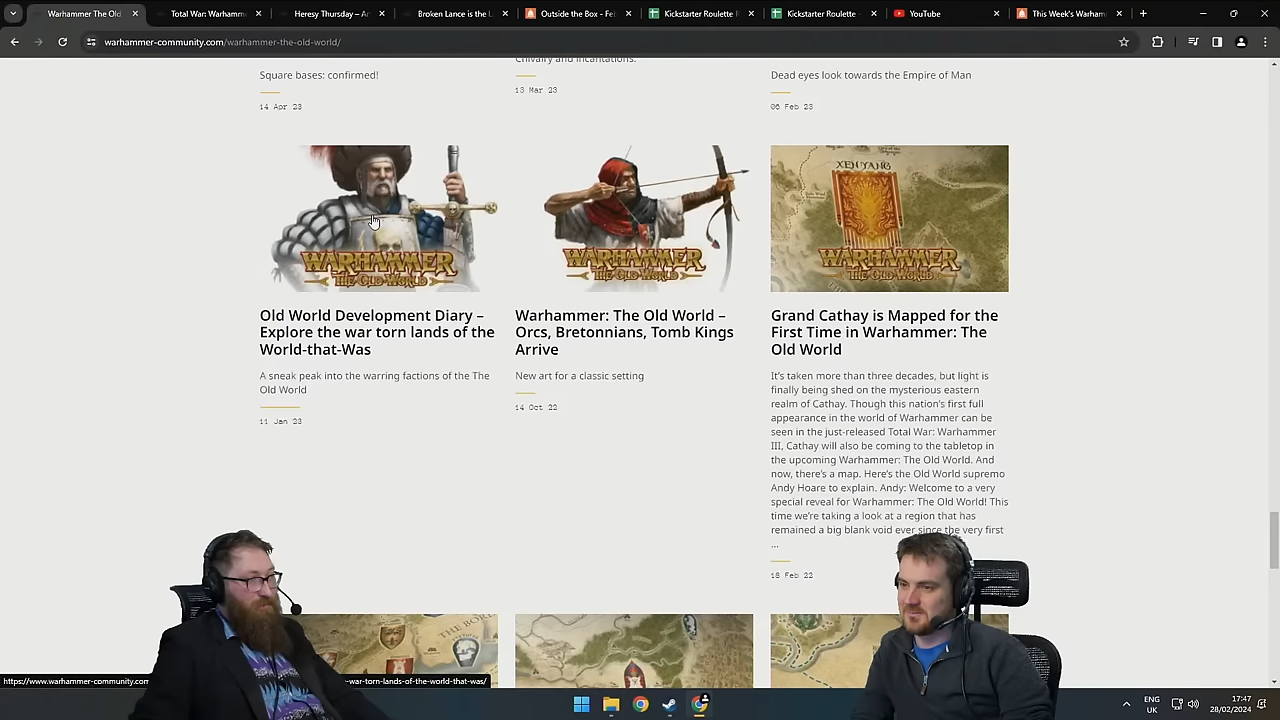 Warhammer The Old
Total War: Warhamm
Heresy Thursday – A
Broken Lance is the
Outside the Box - Fe
Kickstarter Roulette
Kickstarter Roulette -
YouTube
This Week's Warham
warhammer-community.com/warhammer-the-old-world/
Square bases: confirmed!
14 Apr 23
Chivalry and incantations.
13 Mar 23
Dead eyes look towards the Empire of Man
06 Feb 23
WARHAMMER
THE OLD WORLD
Old World Development Diary –
Explore the war torn lands of the
World-that-Was
A sneak peak into the warring factions of the The
Old World
11 Jan 23
WARHAMMER
THE OLD WORLD
Warhammer: The Old World –
Orcs, Bretonnians, Tomb Kings
Arrive
New art for a classic setting
14 Oct 22
XEN YANG
WARHAMMER
THE OLD WORLD
Grand Cathay is Mapped for the
First Time in Warhammer: The
Old World
It's taken more than three decades, but light is
finally being shed on the mysterious eastern
realm of Cathay. Though this nation's first full
appearance in the world of Warhammer can be
seen in the just-released Total War: Warhammer
III, Cathay will also be coming to the tabletop in
the upcoming Warhammer: The Old World. And
now, there's a map. Here's the Old World supremo
Andy Hoare to explain. Andy: Welcome to a very
special reveal for Warhammer: The Old World! This
time we're taking a look at a region that has
remained a big blank void ever since the very first
...
18 Feb 22
https://www.warhammer-community.com
-war-torn-lands-of-the-world-that-was/
ENG
UK
17:47
28/02/2024